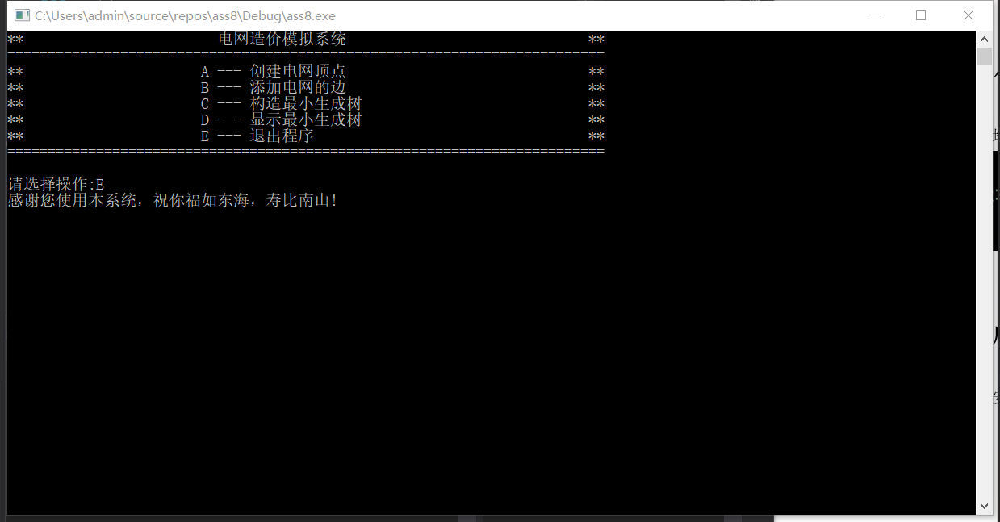 C:\Users\admin\source\repos\ass8\Debug\ass8.exe
** 电网造价模拟系统 **
==========================================================================
** A --- 创建电网顶点 **
** B --- 添加电网的边 **
** C --- 构造最小生成树 **
** D --- 显示最小生成树 **
** E --- 退出程序 **
==========================================================================
请选择操作:E
感谢您使用本系统，祝你福如东海，寿比南山!